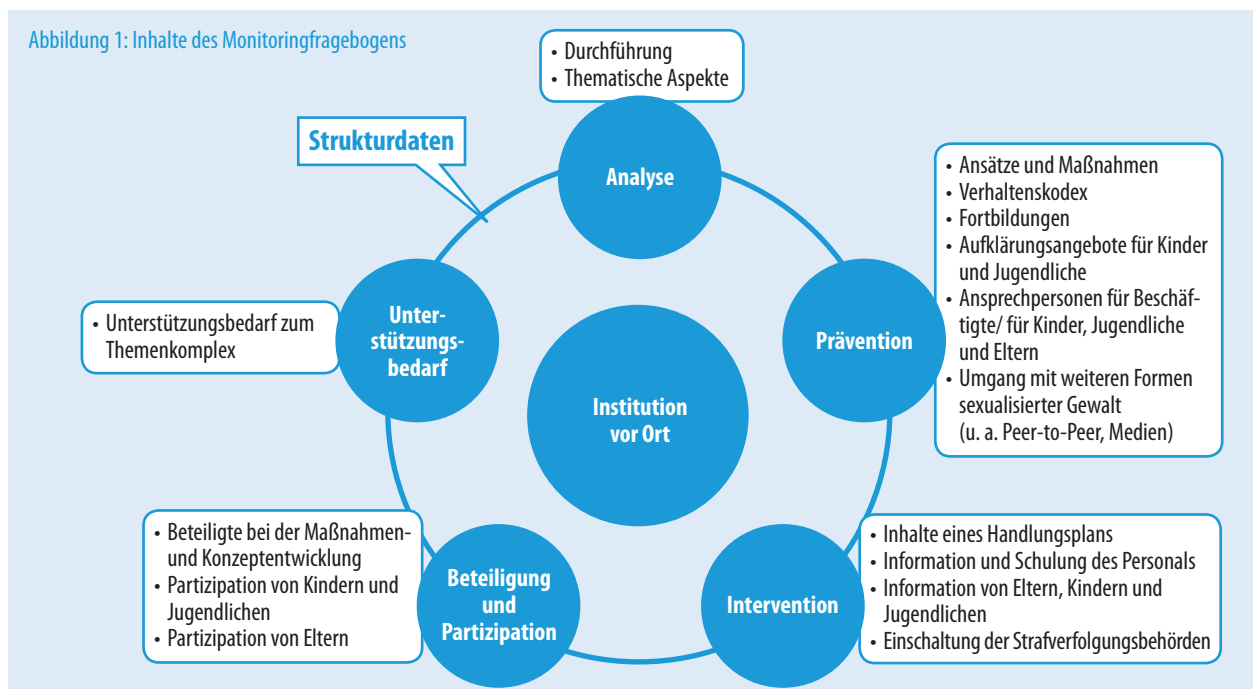 Abbildung 1: Inhalte des Monitoringfragebogens
• Durchführung
• Thematische Aspekte
Strukturdaten
Analyse
• Ansätze und Maßnahmen
• Verhaltenskodex
• Fortbildungen
• Aufklärungsangebote für Kinder
und Jugendliche
• Ansprechpersonen für Beschäf-
tigte/ für Kinder, Jugendliche
und Eltern
• Umgang mit weiteren Formen
sexualisierter Gewalt
(u. a. Peer-to-Peer, Medien)
Prävention
• Unterstützungsbedarf zum
Themenkomplex
Unter-
stützungs-
bedarf
Institution
vor Ort
• Beteiligte bei der Maßnahmen-
und Konzeptentwicklung
• Partizipation von Kindern und
Jugendlichen
• Partizipation von Eltern
Beteiligung
und
Partizipation
Intervention
• Inhalte eines Handlungsplans
• Information und Schulung des Personals
• Information von Eltern, Kindern und
Jugendlichen
• Einschaltung der Strafverfolgungsbehörden